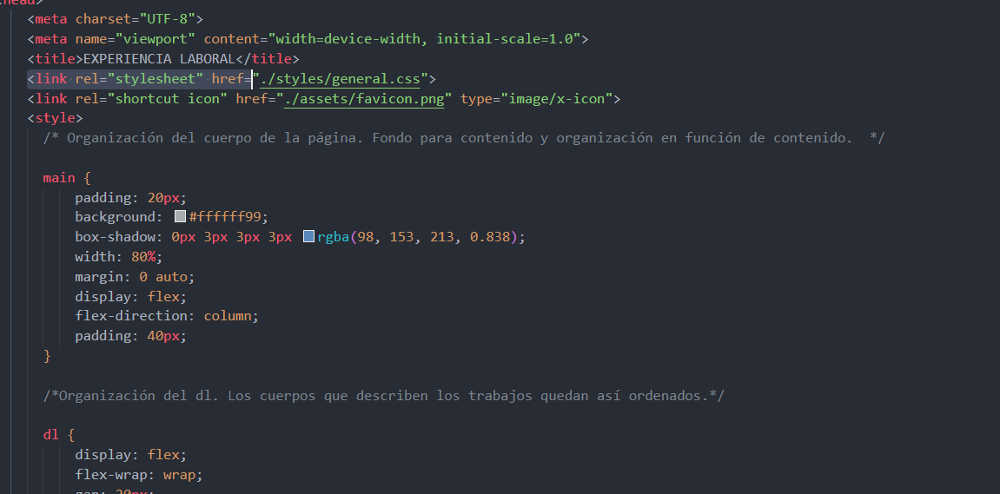 head>
<meta charset="UTF-8">
<meta name="viewport" content="width=device-width, initial-scale=1.0">
<title>EXPERIENCIA LABORAL</title>
<link rel="stylesheet" href="./styles/general.css">
<link rel="shortcut icon" href="./assets/favicon.png" type="image/x-icon">
<style>
/* Organización del cuerpo de la página. Fondo para contenido y organización en función de contenido.  */
main {
padding: 20px;
background: #ffffff99;
box-shadow: 0px 3px 3px 3px rgba(98, 153, 213, 0.838);
width: 80%;
margin: 0 auto;
display: flex;
flex-direction: column;
padding: 40px;
}
/*Organización del dl. Los cuerpos que describen los trabajos quedan así ordenados.*/
dl {
display: flex;
flex-wrap: wrap;
gap: 20px;